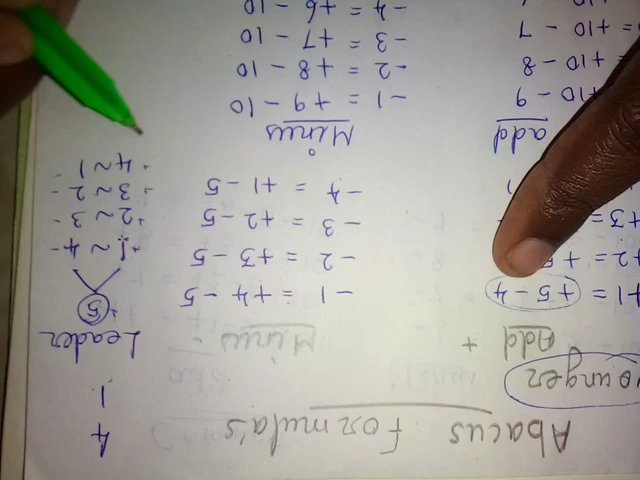 Abacus Formula's 4
1
Add + Minus Leader
+1 = +5 -4 -1 = +4 -5 5
-2 = +3 -5 +1 ~ 4 -
+3 = -3 = +2 -5 +2 ~ 3 -
-4 = +1 -5 +3 ~ 2 -
+4 ~ 1 -
add Minus
+10 - 9 -1 = +9 -10
+10 - 8 -2 = +8 -10
= +10 - 7 -3 = +7 -10
-4 = +6 -10